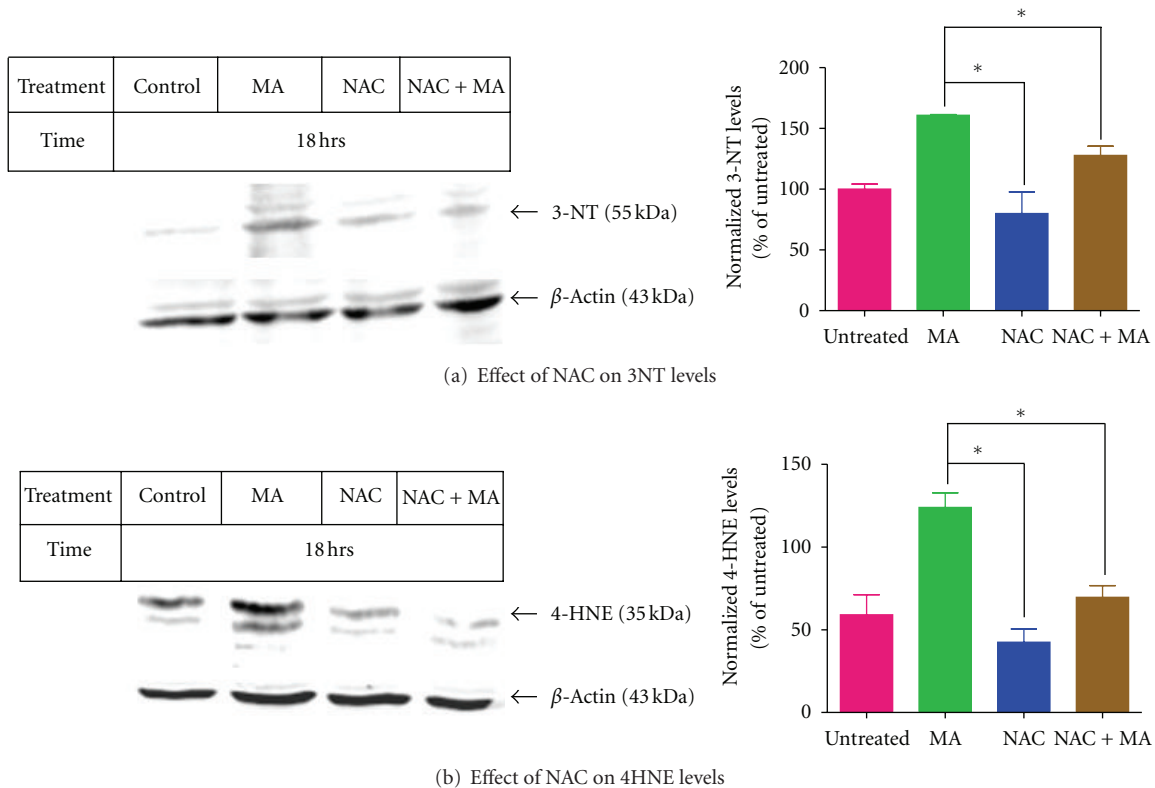 Treatment Control MA NAC NAC + MA
Time 18 hrs
3-NT (55 kDa)
β-Actin (43 kDa)
*
*
200
150
100
50
0
Normalized 3-NT levels
(% of untreated)
Untreated MA NAC NAC + MA
(a) Effect of NAC on 3NT levels
Treatment Control MA NAC NAC + MA
Time 18 hrs
4-HNE (35 kDa)
β-Actin (43 kDa)
*
*
150
100
50
0
Normalized 4-HNE levels
(% of untreated)
Untreated MA NAC NAC + MA
(b) Effect of NAC on 4HNE levels